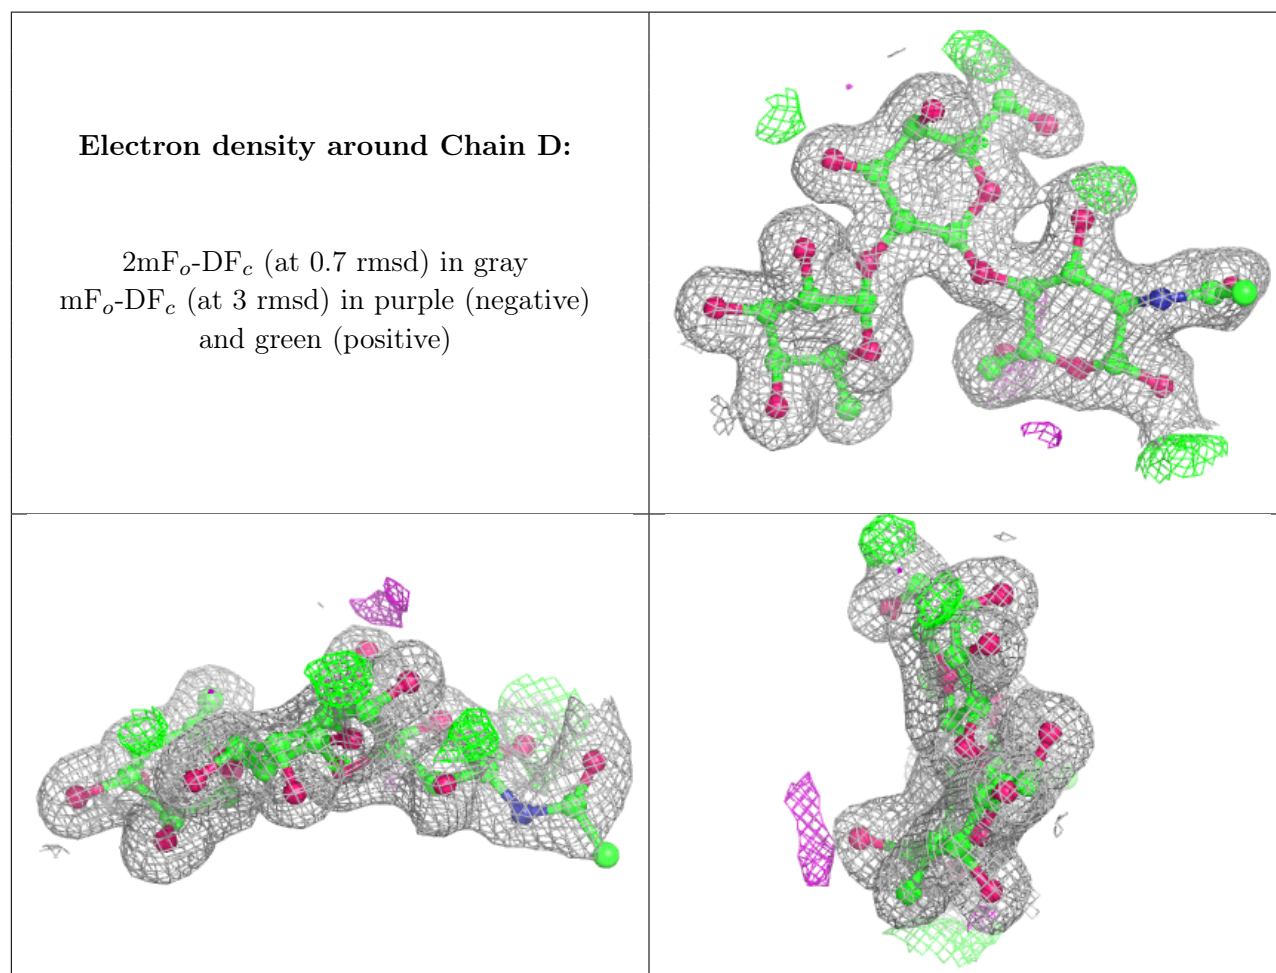 Electron density around Chain D:
2mFₒ-DF𝒸 (at 0.7 rmsd) in gray
mFₒ-DF𝒸 (at 3 rmsd) in purple (negative)
and green (positive)